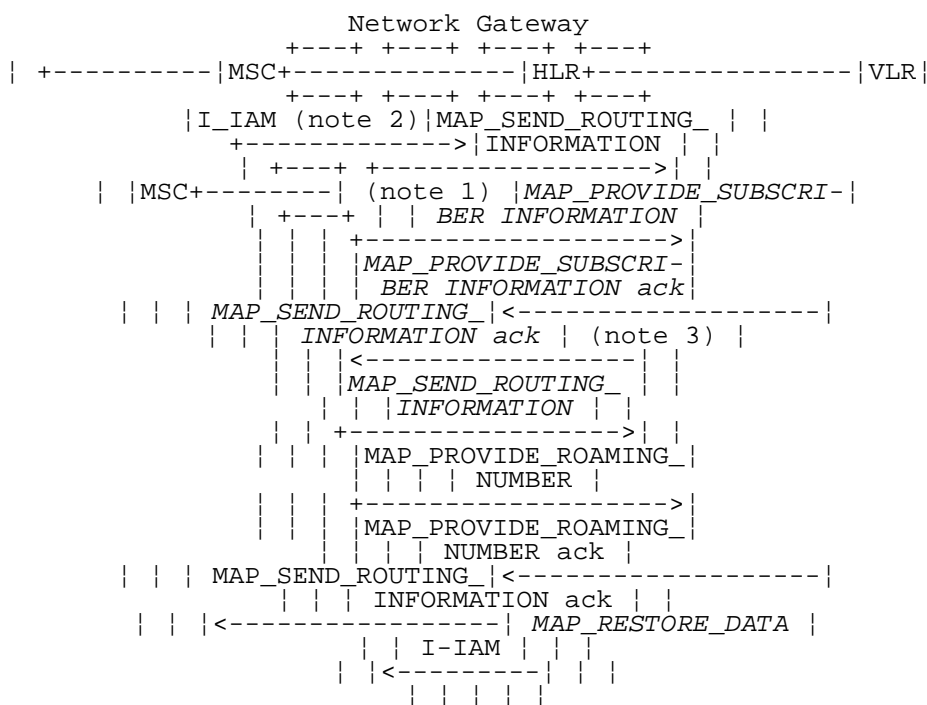 Network Gateway
+---+ +---+ +---+ +---+
¦ +----------¦MSC+--------------¦HLR+----------------¦VLR¦
+---+ +---+ +---+ +---+
¦I_IAM (note 2)¦MAP_SEND_ROUTING_ ¦ ¦
+------------->¦INFORMATION ¦ ¦
¦ +---+ +----------------->¦ ¦
¦ ¦MSC+--------¦ (note 1) ¦MAP_PROVIDE_SUBSCRI-¦
¦ +---+ ¦ ¦ BER INFORMATION ¦
¦ ¦ ¦ +------------------->¦
¦ ¦ ¦ ¦MAP_PROVIDE_SUBSCRI-¦
¦ ¦ ¦ ¦ BER INFORMATION ack¦
¦ ¦ ¦ MAP_SEND_ROUTING_¦<-------------------¦
¦ ¦ ¦ INFORMATION ack ¦ (note 3) ¦
¦ ¦ ¦<-----------------¦ ¦
¦ ¦ ¦MAP_SEND_ROUTING_ ¦ ¦
¦ ¦ ¦INFORMATION ¦ ¦
¦ ¦ +----------------->¦ ¦
¦ ¦ ¦ ¦MAP_PROVIDE_ROAMING_¦
¦ ¦ ¦ ¦ NUMBER ¦
¦ ¦ ¦ +------------------->¦
¦ ¦ ¦ ¦MAP_PROVIDE_ROAMING_¦
¦ ¦ ¦ ¦ NUMBER ack ¦
¦ ¦ ¦ MAP_SEND_ROUTING_¦<-------------------¦
¦ ¦ ¦ INFORMATION ack ¦ ¦
¦ ¦ ¦<-----------------¦ MAP_RESTORE_DATA ¦
¦ ¦ I-IAM ¦ ¦ ¦
¦ ¦<---------¦ ¦ ¦
¦ ¦ ¦ ¦ ¦